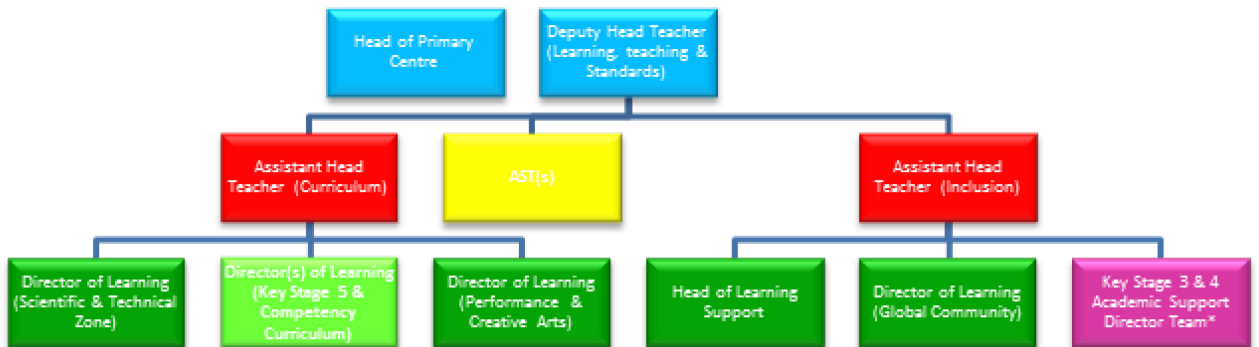 Head of Primary
Centre
Deputy Head Teacher
(Learning, teaching &
Standards)
Assistant Head
Teacher (Curriculum)
AST(s)
Assistant Head
Teacher (Inclusion)
Director of Learning
(Scientific & Technical
Zone)
Director(s) of Learning
(Key Stage 5 &
Competency
Curriculum)
Director of Learning
(Performance &
Creative Arts)
Head of Learning
Support
Director of Learning
(Global Community)
Key Stage 3 & 4
Academic Support
Director Team*